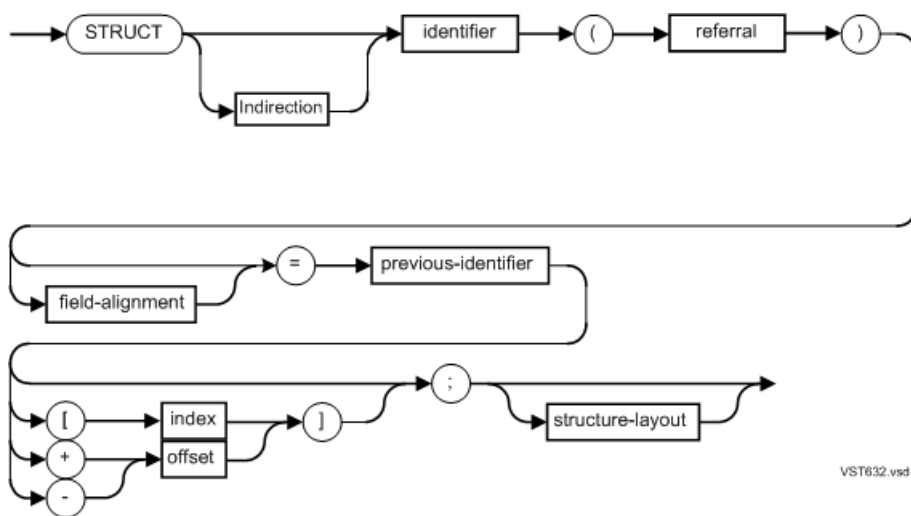 STRUCT identifier ( referral )
Indirection
= previous-identifier
field-alignment
;
[ index ] structure-layout
+ offset
-
VST632.vsd